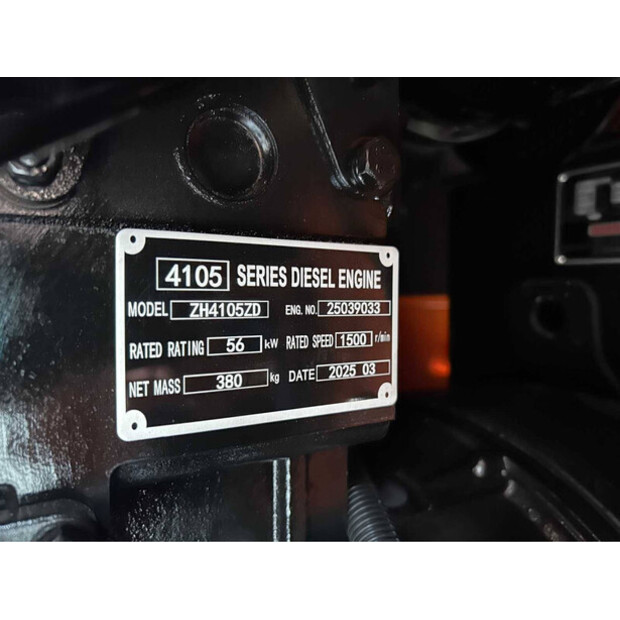 4105 SERIES DIESEL ENGINE
MODEL ZH4105ZD ENG. NO. 25039033
RATED RATING 56 kW RATED SPEED 1500 r/min
NET MASS 380 kg DATE 2025 03